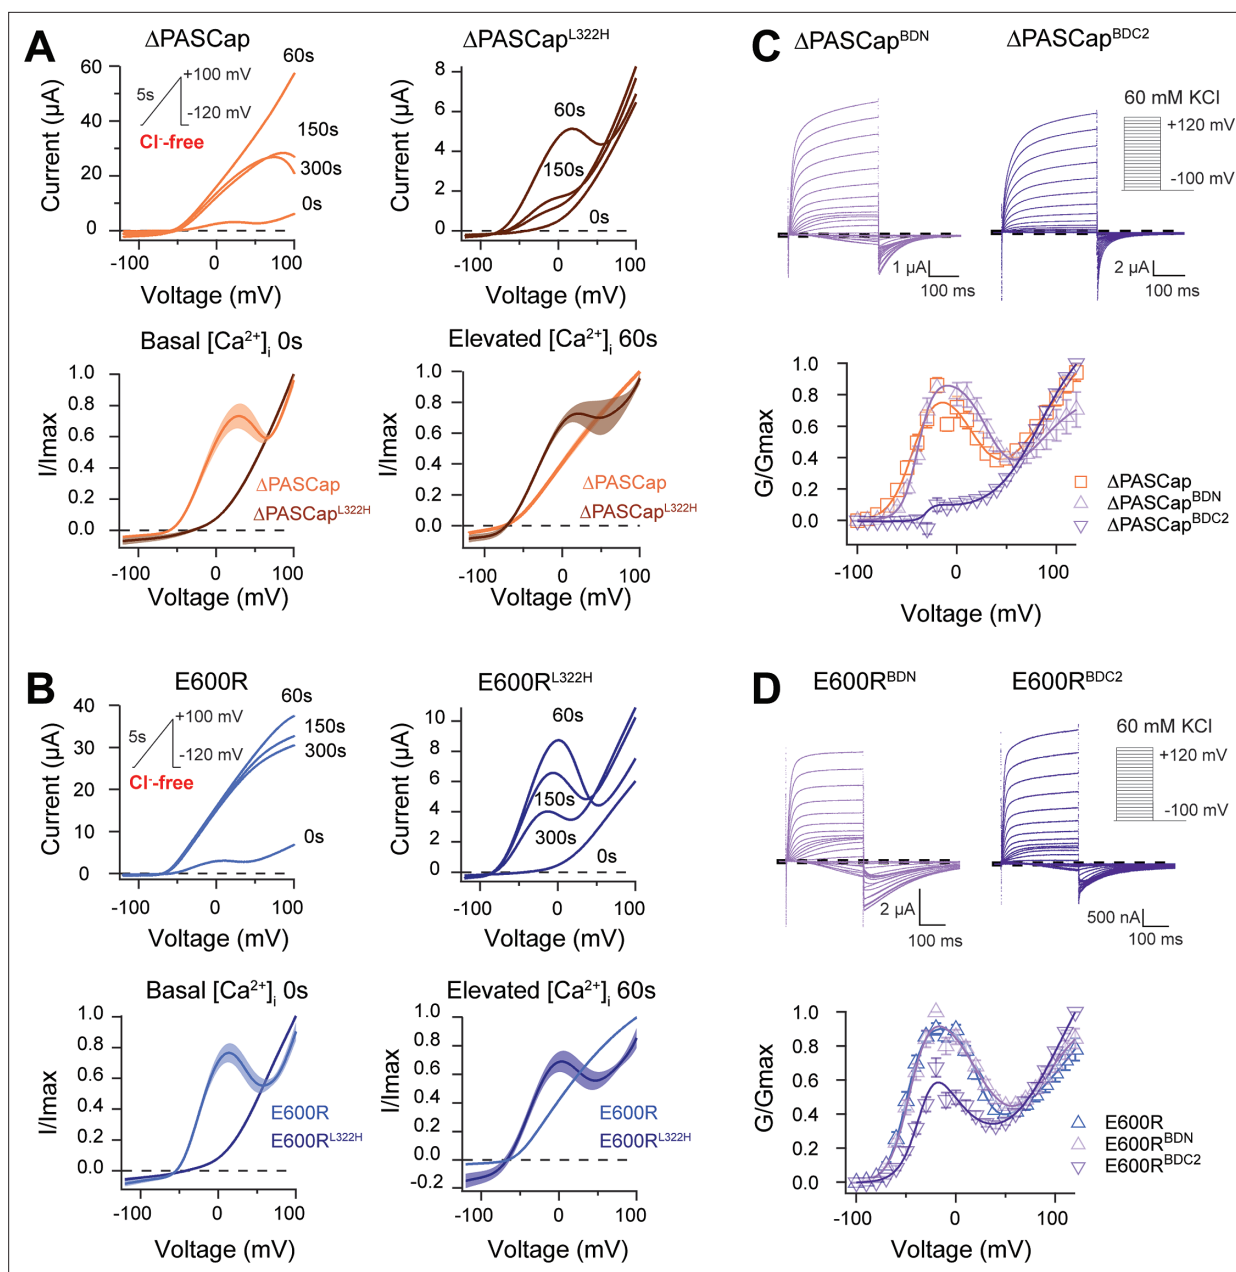 A
ΔPASCap
60
40
20
0
Current (µA)
5s
+100 mV
-120 mV
Cl⁻-free
60s
150s
300s
0s
-100
0
100
Voltage (mV)
ΔPASCap^L322H
8
6
4
2
0
Current (µA)
60s
150s
0s
-100
0
100
Voltage (mV)
Basal [Ca²⁺]ᵢ 0s
1.0
0.8
0.6
0.4
0.2
0.0
I/Imax
ΔPASCap
ΔPASCap^L322H
-100
0
100
Voltage (mV)
Elevated [Ca²⁺]ᵢ 60s
1.0
0.8
0.6
0.4
0.2
0.0
I/Imax
ΔPASCap
ΔPASCap^L322H
-100
0
100
Voltage (mV)
C
ΔPASCap^BDN
ΔPASCap^BDC2
60 mM KCl
+120 mV
-100 mV
1 µA
100 ms
2 µA
100 ms
1.0
0.8
0.6
0.4
0.2
0.0
G/Gmax
ΔPASCap
ΔPASCap^BDN
ΔPASCap^BDC2
-100
0
100
Voltage (mV)
B
E600R
40
30
20
10
0
Current (µA)
5s
+100 mV
-120 mV
Cl⁻-free
60s
150s
300s
0s
-100
0
100
Voltage (mV)
E600R^L322H
10
8
6
4
2
0
Current (µA)
60s
150s
300s
0s
-100
0
100
Voltage (mV)
Basal [Ca²⁺]ᵢ 0s
1.0
0.8
0.6
0.4
0.2
0.0
I/Imax
E600R
E600R^L322H
-100
0
100
Voltage (mV)
Elevated [Ca²⁺]ᵢ 60s
1.0
0.8
0.6
0.4
0.2
0.0
-0.2
I/Imax
E600R
E600R^L322H
-100
0
100
Voltage (mV)
D
E600R^BDN
E600R^BDC2
60 mM KCl
+120 mV
-100 mV
2 µA
100 ms
500 nA
100 ms
1.0
0.8
0.6
0.4
0.2
0.0
G/Gmax
E600R
E600R^BDN
E600R^BDC2
-100
0
100
Voltage (mV)